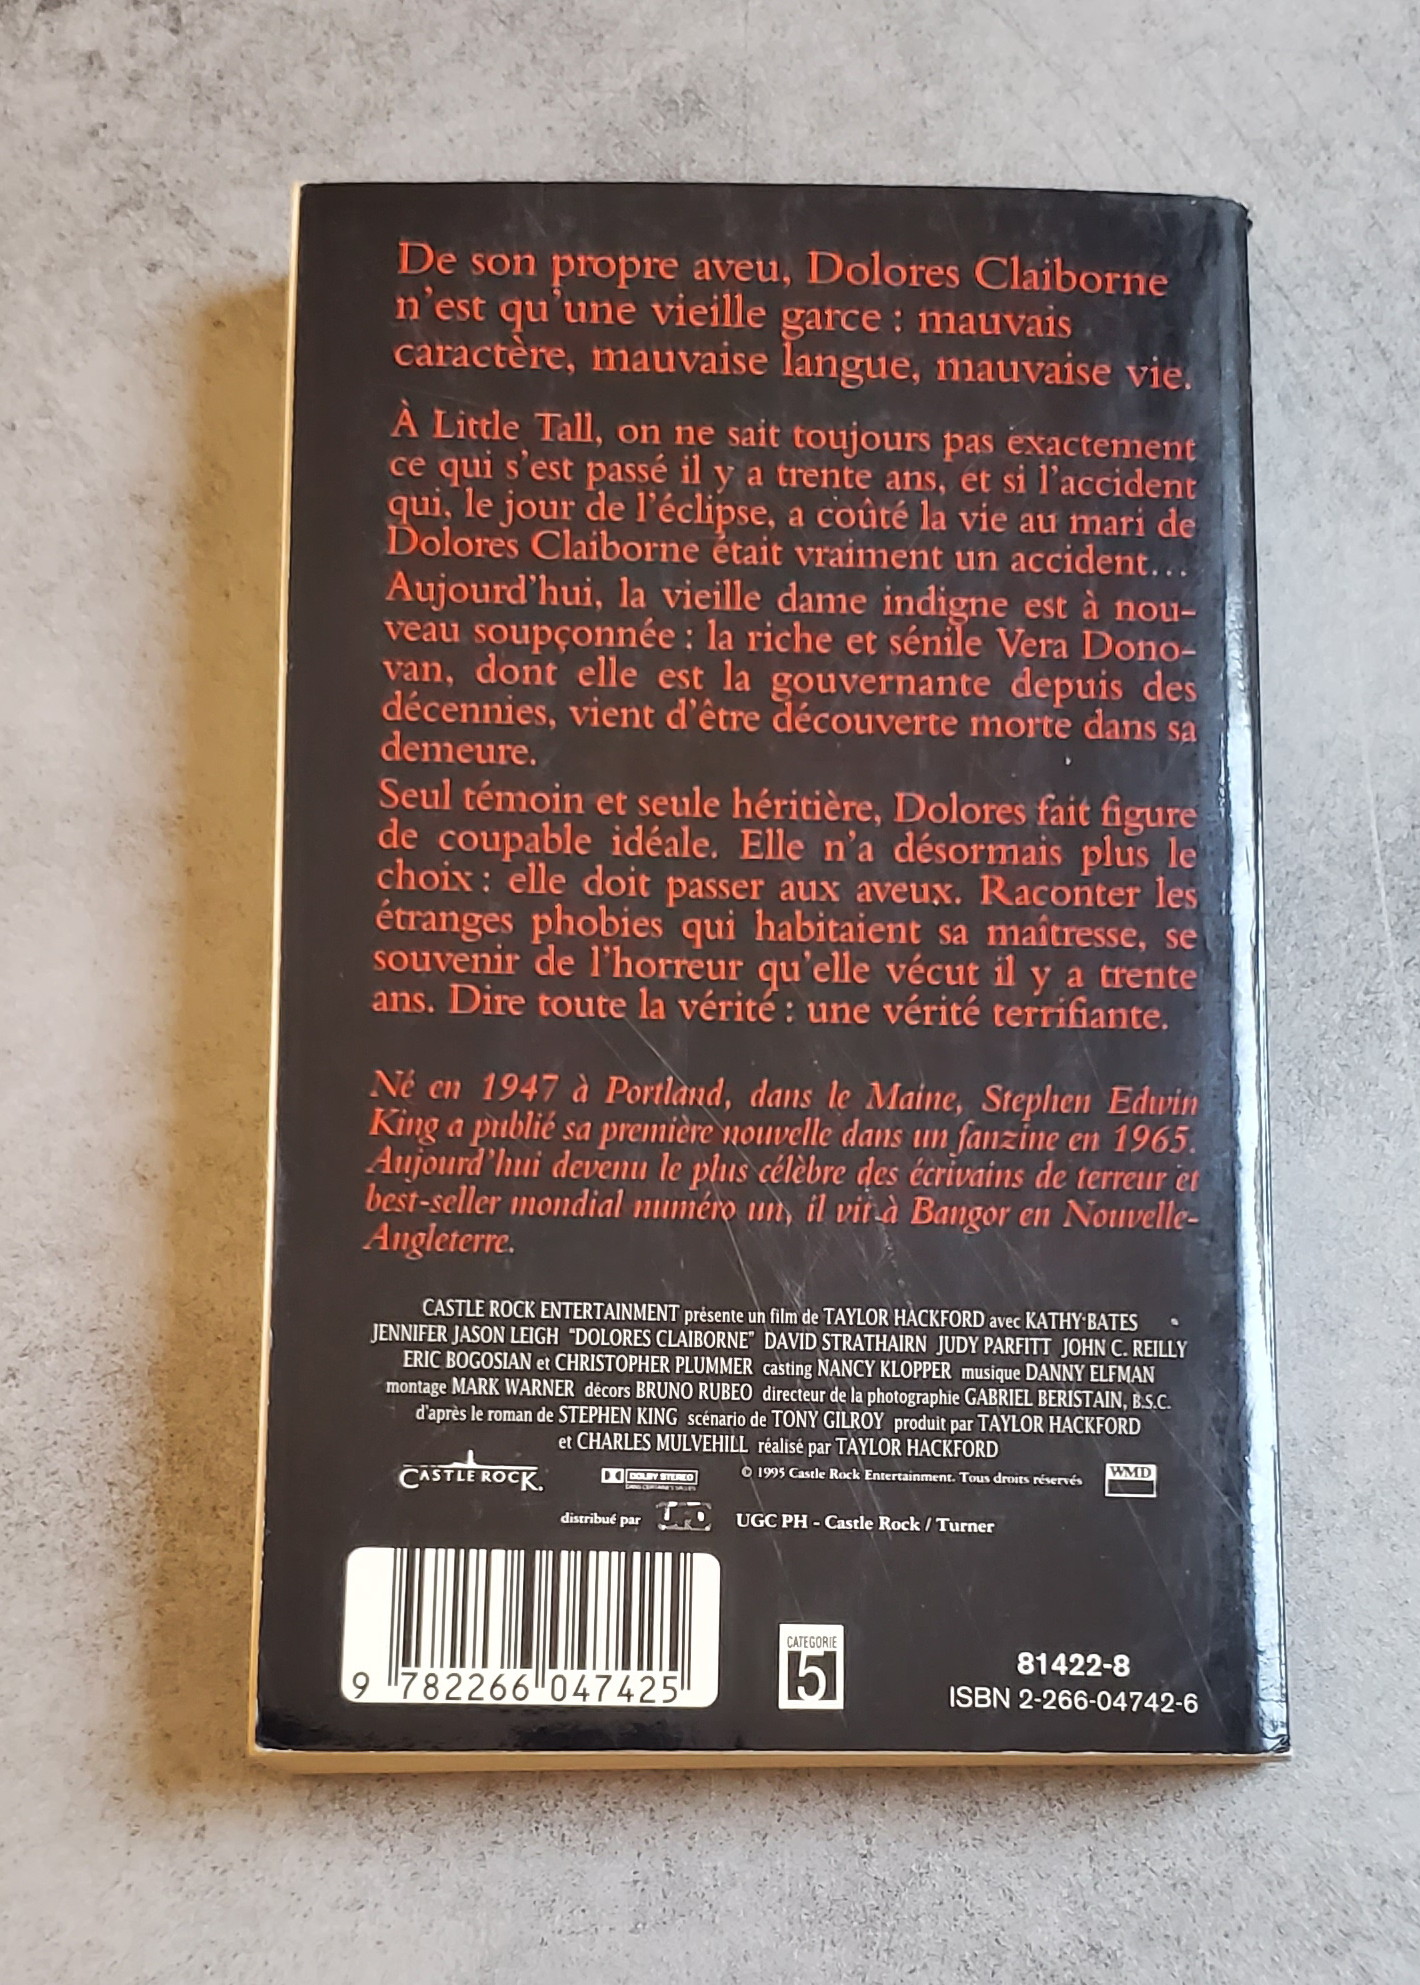 De son propre aveu, Dolores Claiborne
n'est qu'une vieille garce : mauvais
caractère, mauvaise langue, mauvaise vie.
À Little Tall, on ne sait toujours pas exactement
ce qui s'est passé il y a trente ans, et si l'accident
qui, le jour de l'éclipse, a coûté la vie au mari de
Dolores Claiborne était vraiment un accident...
Aujourd'hui, la vieille dame indigne est à nou-
veau soupçonnée : la riche et sénile Vera Dono-
van, dont elle est la gouvernante depuis des
décennies, vient d'être découverte morte dans sa
demeure.
Seul témoin et seule héritière, Dolores fait figure
de coupable idéale. Elle n'a désormais plus le
choix : elle doit passer aux aveux. Raconter les
étranges phobies qui habitaient sa maîtresse, se
souvenir de l'horreur qu'elle vécut il y a trente
ans. Dire toute la vérité : une vérité terrifiante.
Né en 1947 à Portland, dans le Maine, Stephen Edwin
King a publié sa première nouvelle dans un fanzine en 1965.
Aujourd'hui devenu le plus célèbre des écrivains de terreur et
best-seller mondial numéro un, il vit à Bangor en Nouvelle-
Angleterre.
CASTLE ROCK ENTERTAINMENT présente un film de TAYLOR HACKFORD avec KATHY BATES
JENNIFER JASON LEIGH "DOLORES CLAIBORNE" DAVID STRATHAIRN JUDY PARFITT JOHN C. REILLY
ERIC BOGOSIAN et CHRISTOPHER PLUMMER casting NANCY KLOPPER musique DANNY ELFMAN
montage MARK WARNER décors BRUNO RUBEO directeur de la photographie GABRIEL BERISTAIN, B.S.C.
d'après le roman de STEPHEN KING scénario de TONY GILROY produit par TAYLOR HACKFORD
et CHARLES MULVEHILL réalisé par TAYLOR HACKFORD
CASTLE ROCK. DOLBY STEREO © 1995 Castle Rock Entertainment. Tous droits réservés WMD
distribué par UGC PH - Castle Rock / Turner
9 782266 047425
CATEGORIE
5
81422-8
ISBN 2-266-04742-6